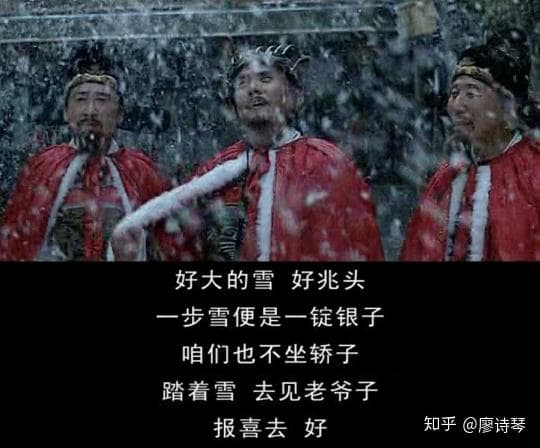 好大的雪 好兆头
一步雪便是一锭银子
咱们也不坐轿子
踏着雪 去见老爷子
报喜去 好
知乎 @廖诗琴